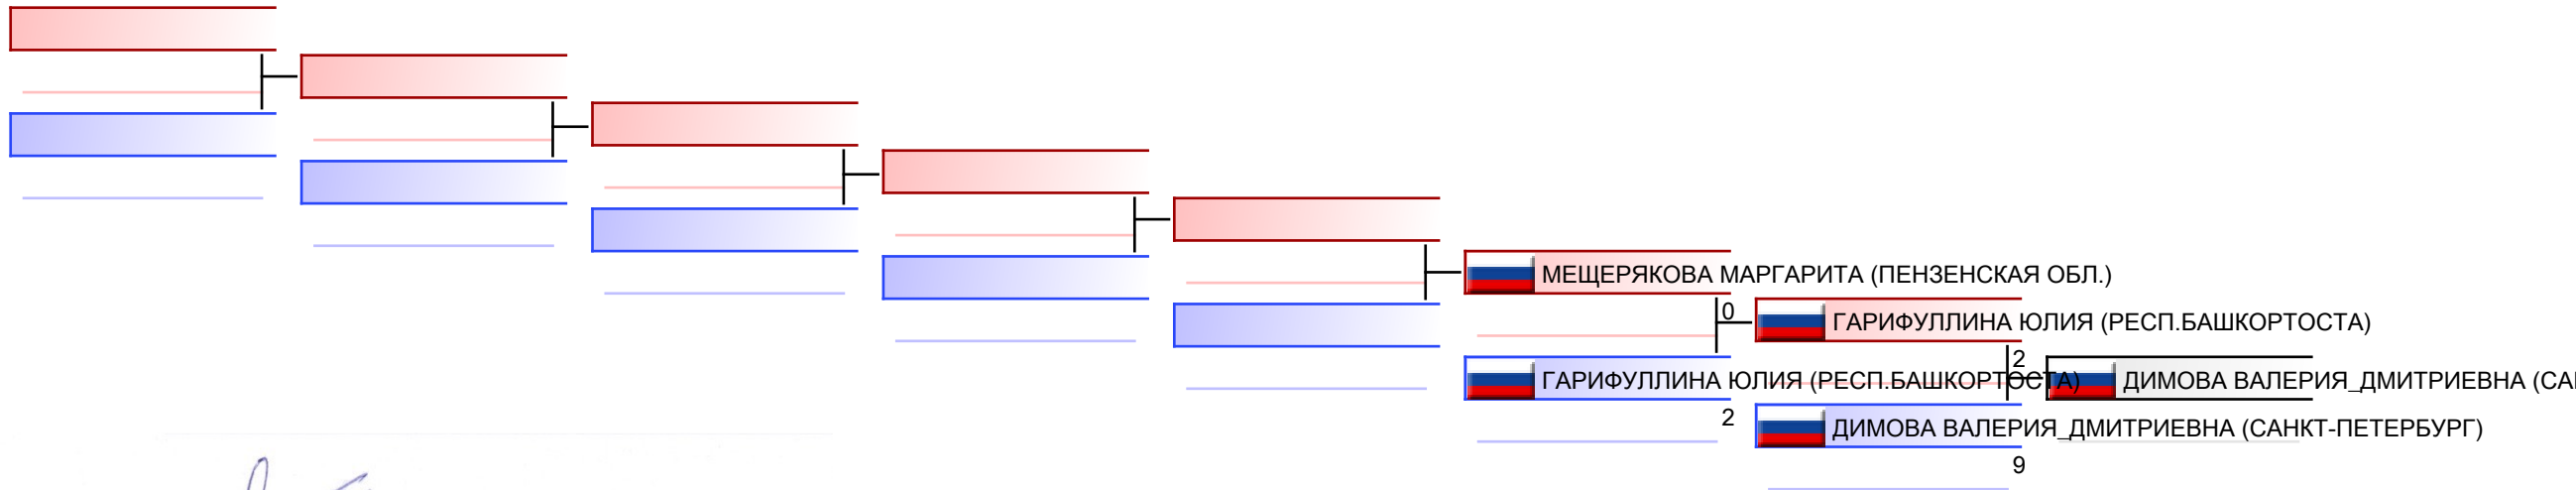 МЕЩЕРЯКОВА МАРГАРИТА (ПЕНЗЕНСКАЯ ОБЛ.)
0
ГАРИФУЛЛИНА ЮЛИЯ (РЕСП.БАШКОРТОСТА)
2
ГАРИФУЛЛИНА ЮЛИЯ (РЕСП.БАШКОРТОСТА)
ДИМОВА ВАЛЕРИЯ_ДМИТРИЕВНА (СА
2
ДИМОВА ВАЛЕРИЯ_ДМИТРИЕВНА (САНКТ-ПЕТЕРБУРГ)
9